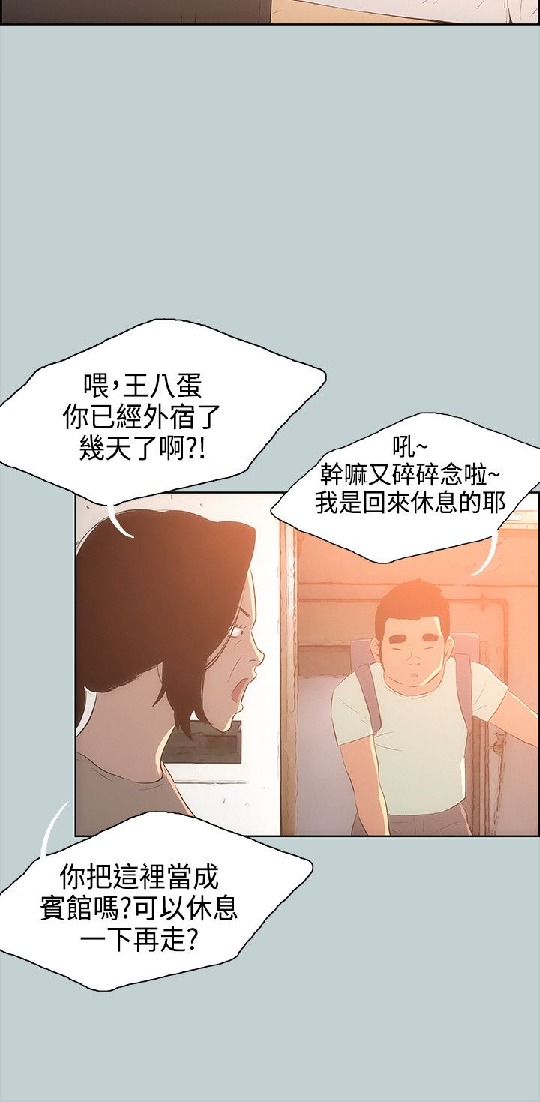 喂,王八蛋
你已經外宿了
幾天了啊?!
吼~
幹嘛又碎碎念啦~
我是回來休息的耶
你把這裡當成
賓館嗎?可以休息
一下再走?